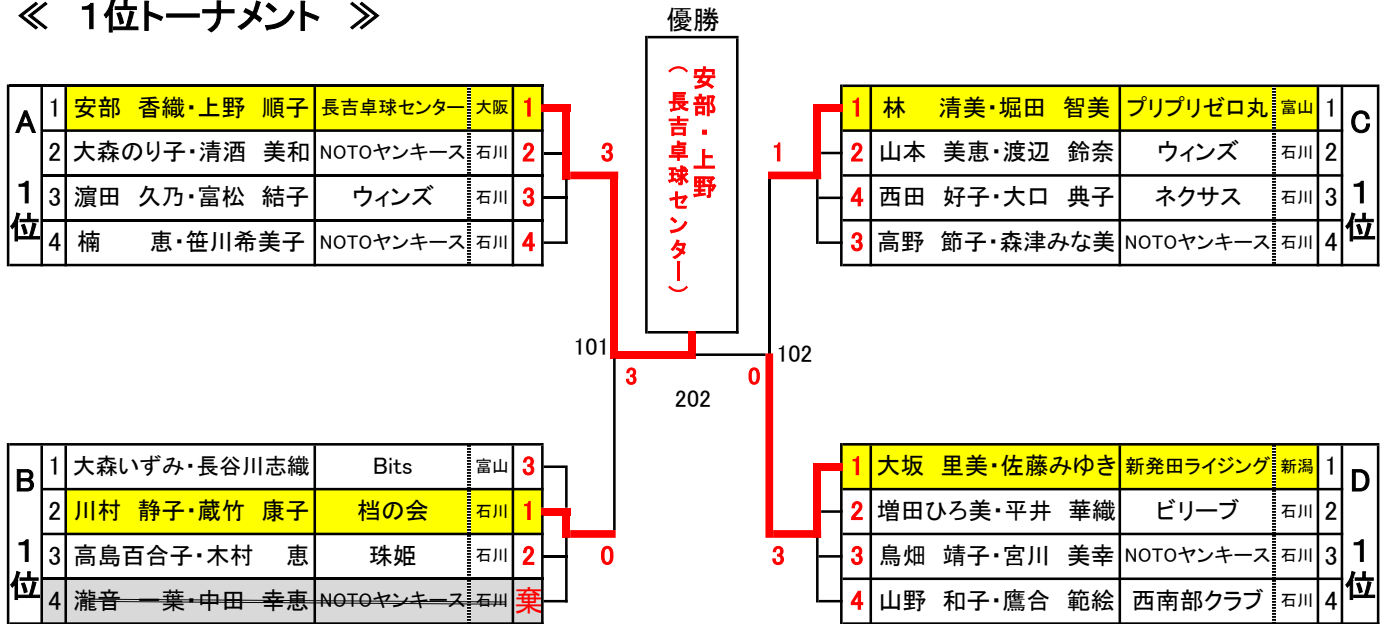 ≪ 1位トーナメント ≫
優勝
安部・上野
（長吉卓球センター）
A 1位
1 安部 香織・上野 順子 長吉卓球センター 大阪 1
2 大森のり子・清酒 美和 NOTOヤンキース 石川 2
3 濵田 久乃・富松 結子 ウィンズ 石川 3
4 楠 恵・笹川希美子 NOTOヤンキース 石川 4
3
1
C 1位
1 林 清美・堀田 智美 プリプリゼロ丸 富山 1
2 山本 美恵・渡辺 鈴奈 ウィンズ 石川 2
4 西田 好子・大口 典子 ネクサス 石川 3
3 高野 節子・森津みな美 NOTOヤンキース 石川 4
101
102
3
0
202
B 1位
1 大森いずみ・長谷川志織 Bits 富山 3
2 川村 静子・蔵竹 康子 档の会 石川 1
3 高島百合子・木村 恵 珠姫 石川 2
4 瀧音 一葉・中田 幸恵 NOTOヤンキース 石川 棄
0
3
D 1位
1 大坂 里美・佐藤みゆき 新発田ライジング 新潟 1
2 増田ひろ美・平井 華織 ビリーブ 石川 2
3 鳥畑 靖子・宮川 美幸 NOTOヤンキース 石川 3
4 山野 和子・鷹合 範絵 西南部クラブ 石川 4